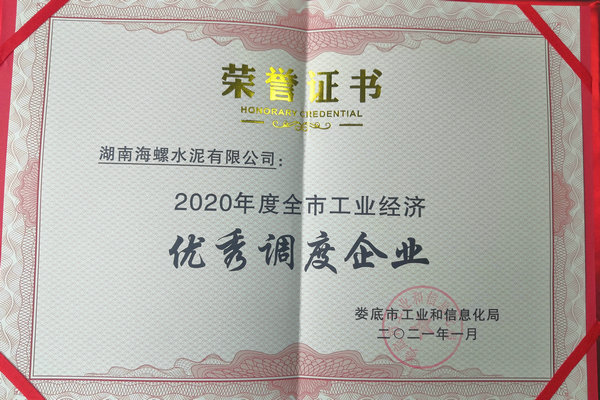 荣誉证书
HONORARY CREDENTIAL
湖南海螺水泥有限公司：
2020年度全市工业经济
优秀调度企业
娄底市工业和信息化局
二〇二一年一月